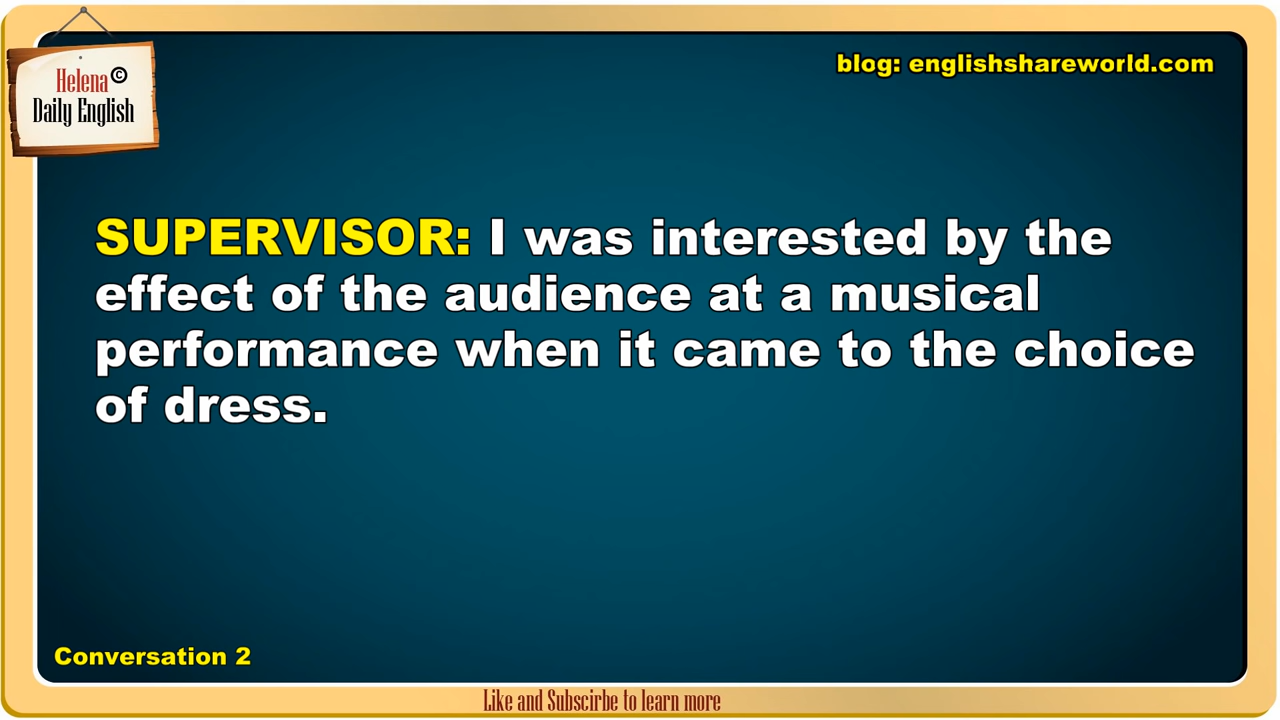 Helena©
Daily English
blog: englishshareworld.com
SUPERVISOR: I was interested by the
effect of the audience at a musical
performance when it came to the choice
of dress.
Conversation 2
Like and Subscirbe to learn more